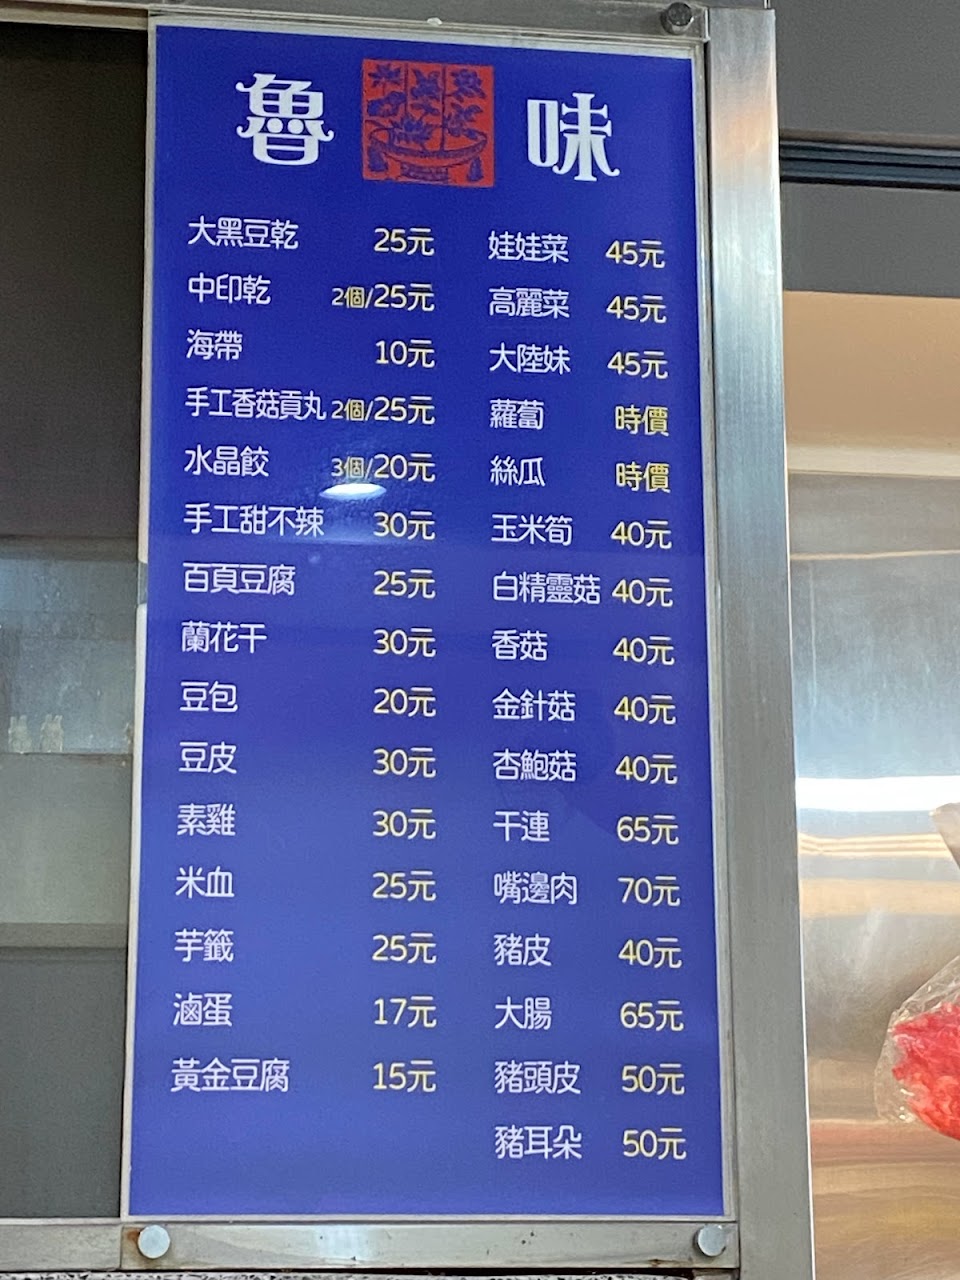 魯味
大黑豆乾 25元
中印乾 2個/25元
海帶 10元
手工香菇貢丸 2個/25元
水晶餃 3個/20元
手工甜不辣 30元
百頁豆腐 25元
蘭花干 30元
豆包 20元
豆皮 30元
素雞 30元
米血 25元
芋籤 25元
滷蛋 17元
黃金豆腐 15元
娃娃菜 45元
高麗菜 45元
大陸妹 45元
蘿蔔 時價
絲瓜 時價
玉米筍 40元
白精靈菇 40元
香菇 40元
金針菇 40元
杏鮑菇 40元
干連 65元
嘴邊肉 70元
豬皮 40元
大腸 65元
豬頭皮 50元
豬耳朵 50元